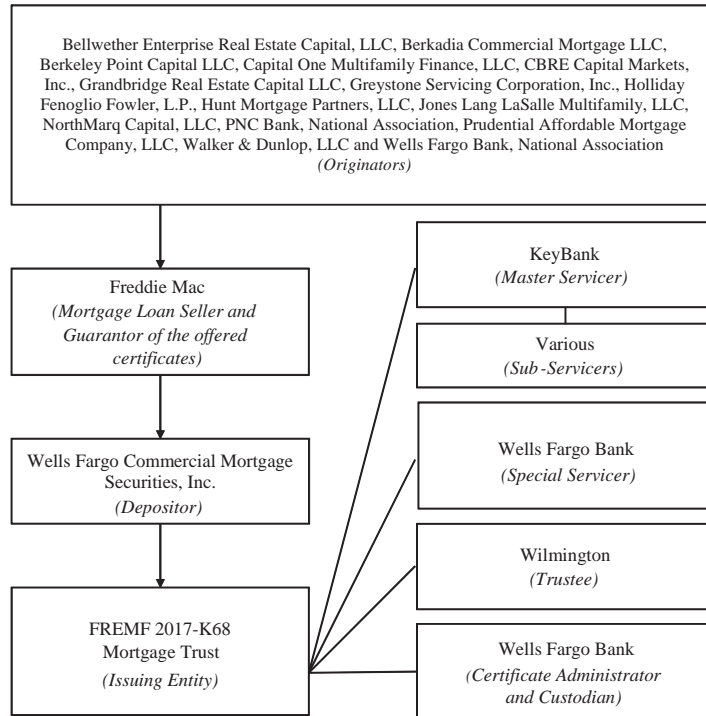 Bellwether Enterprise Real Estate Capital, LLC, Berkadia Commercial Mortgage LLC,
Berkeley Point Capital LLC, Capital One Multifamily Finance, LLC, CBRE Capital Markets,
Inc., Grandbridge Real Estate Capital LLC, Greystone Servicing Corporation, Inc., Holliday
Fenoglio Fowler, L.P., Hunt Mortgage Partners, LLC, Jones Lang LaSalle Multifamily, LLC,
NorthMarq Capital, LLC, PNC Bank, National Association, Prudential Affordable Mortgage
Company, LLC, Walker & Dunlop, LLC and Wells Fargo Bank, National Association
(Originators)
Freddie Mac
(Mortgage Loan Seller and
Guarantor of the offered
certificates)
Wells Fargo Commercial Mortgage
Securities, Inc.
(Depositor)
FREMF 2017-K68
Mortgage Trust
(Issuing Entity)
KeyBank
(Master Servicer)
Various
(Sub-Servicers)
Wells Fargo Bank
(Special Servicer)
Wilmington
(Trustee)
Wells Fargo Bank
(Certificate Administrator
and Custodian)